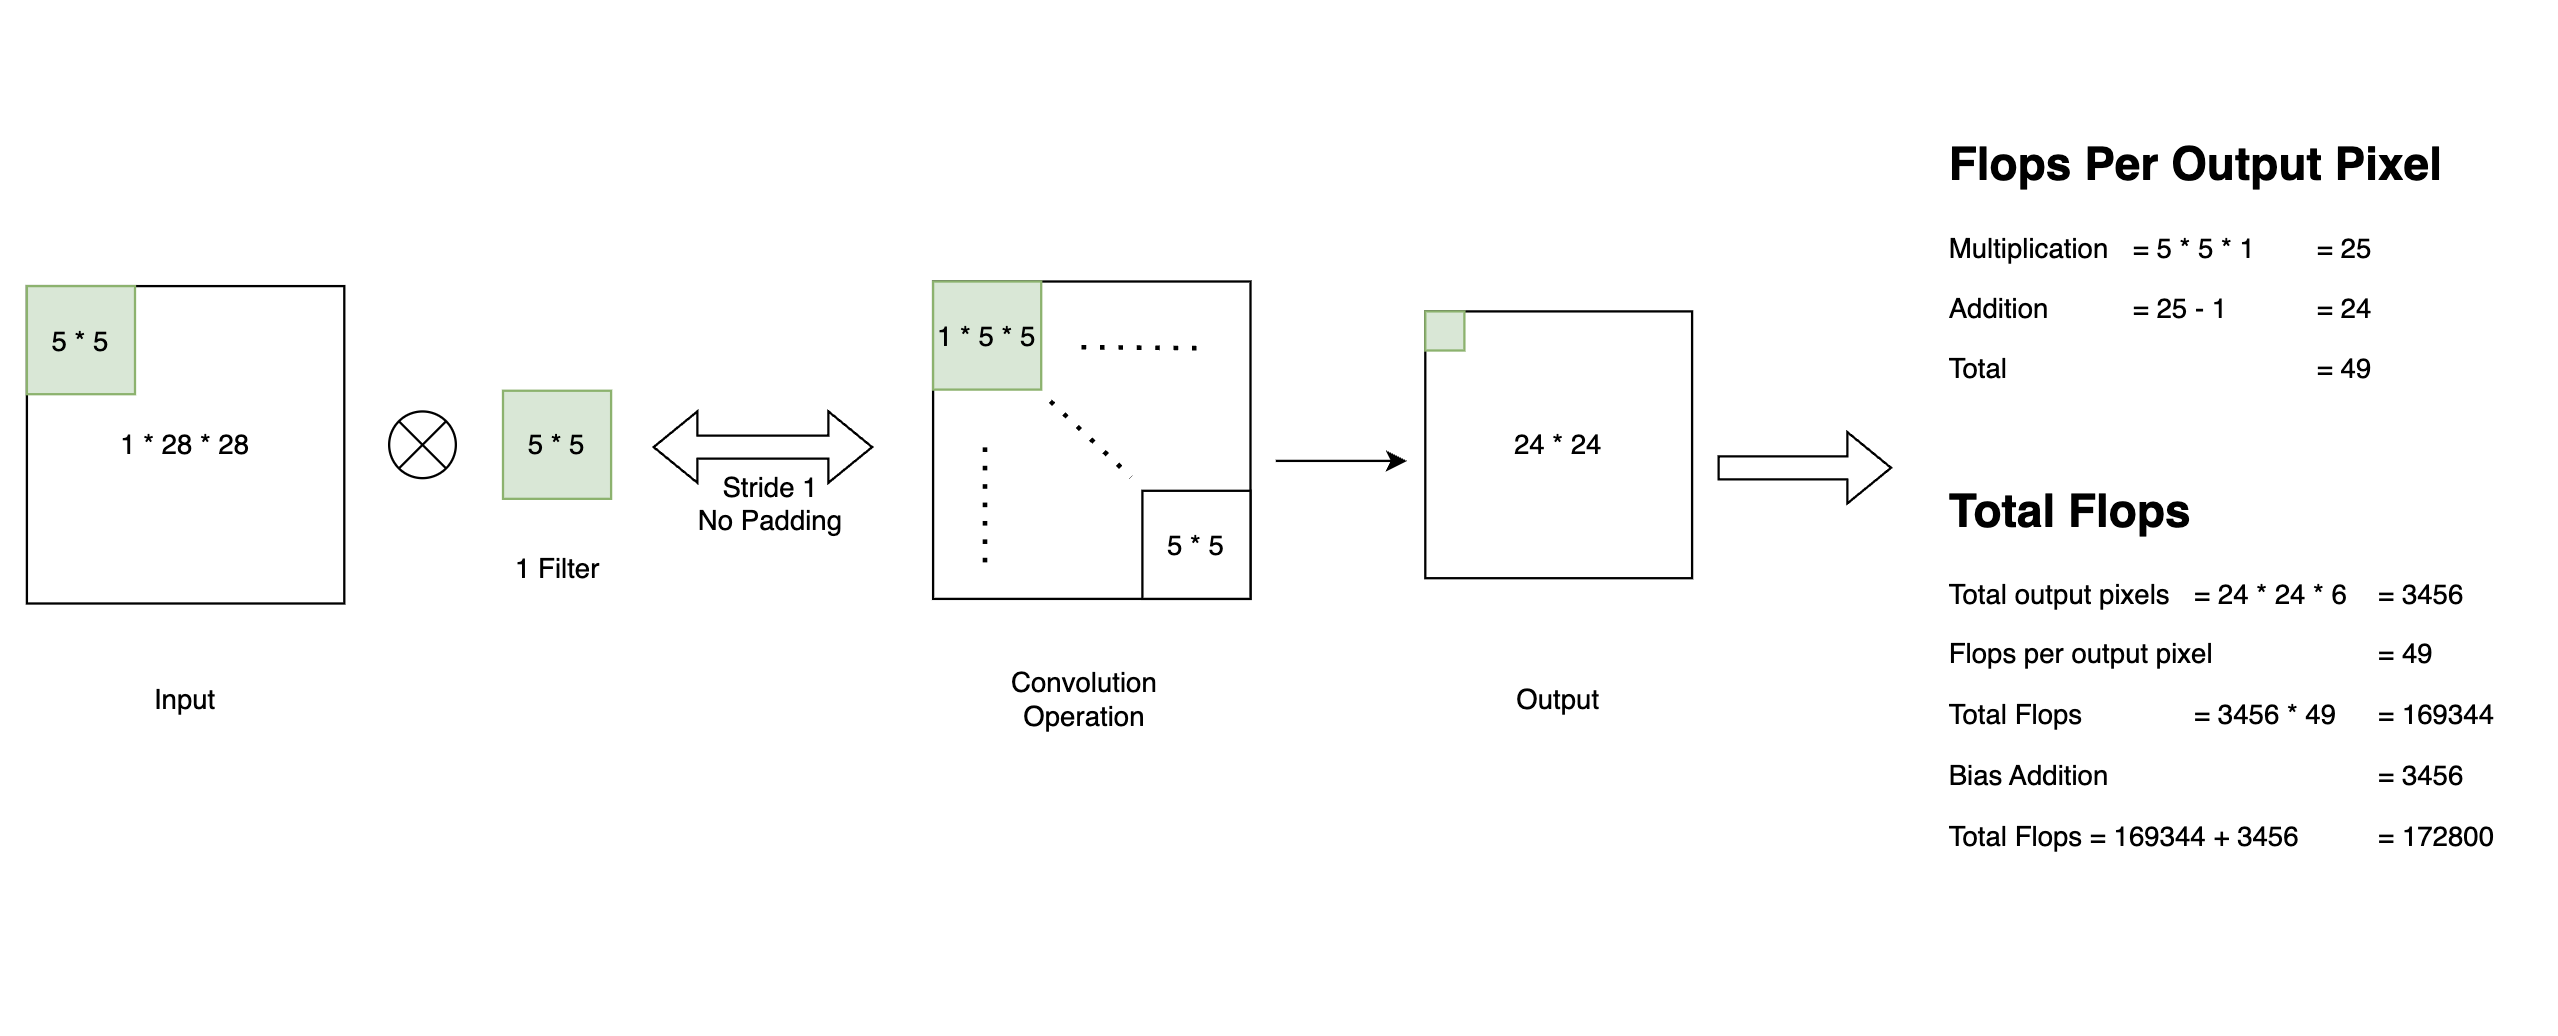 5 * 5
1 * 28 * 28
Input
5 * 5
1 Filter
Stride 1
No Padding
1 * 5 * 5
5 * 5
Convolution
Operation
24 * 24
Output
Flops Per Output Pixel
Multiplication = 5 * 5 * 1 = 25
Addition = 25 - 1 = 24
Total = 49
Total Flops
Total output pixels = 24 * 24 * 6 = 3456
Flops per output pixel = 49
Total Flops = 3456 * 49 = 169344
Bias Addition = 3456
Total Flops = 169344 + 3456 = 172800